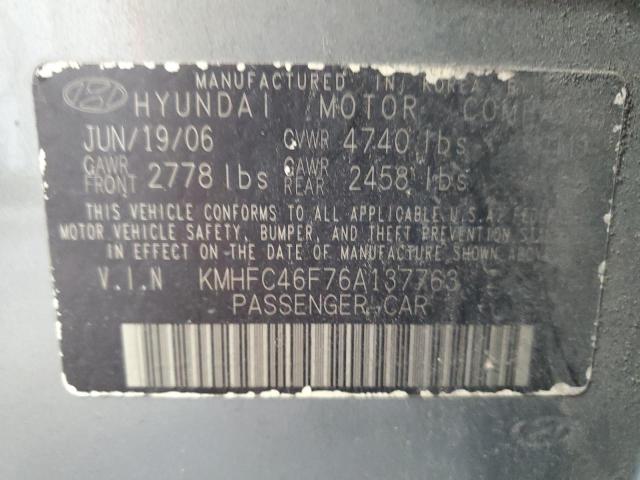 MANUFACTURED IN KOREA B
HYUNDAI MOTOR COM
JUN/19/06 GVWR 4740 lbs
GAWR FRONT 2778 lbs GAWR REAR 2458 lbs
THIS VEHICLE CONFORMS TO ALL APPLICABLE U.S.A.
MOTOR VEHICLE SAFETY, BUMPER, AND THEFT PREVENTION
IN EFFECT ON THE DATE OF MANUFACTURE SHOWN ABOVE
V.I.N KMHFC46F76A137763
PASSENGER CAR